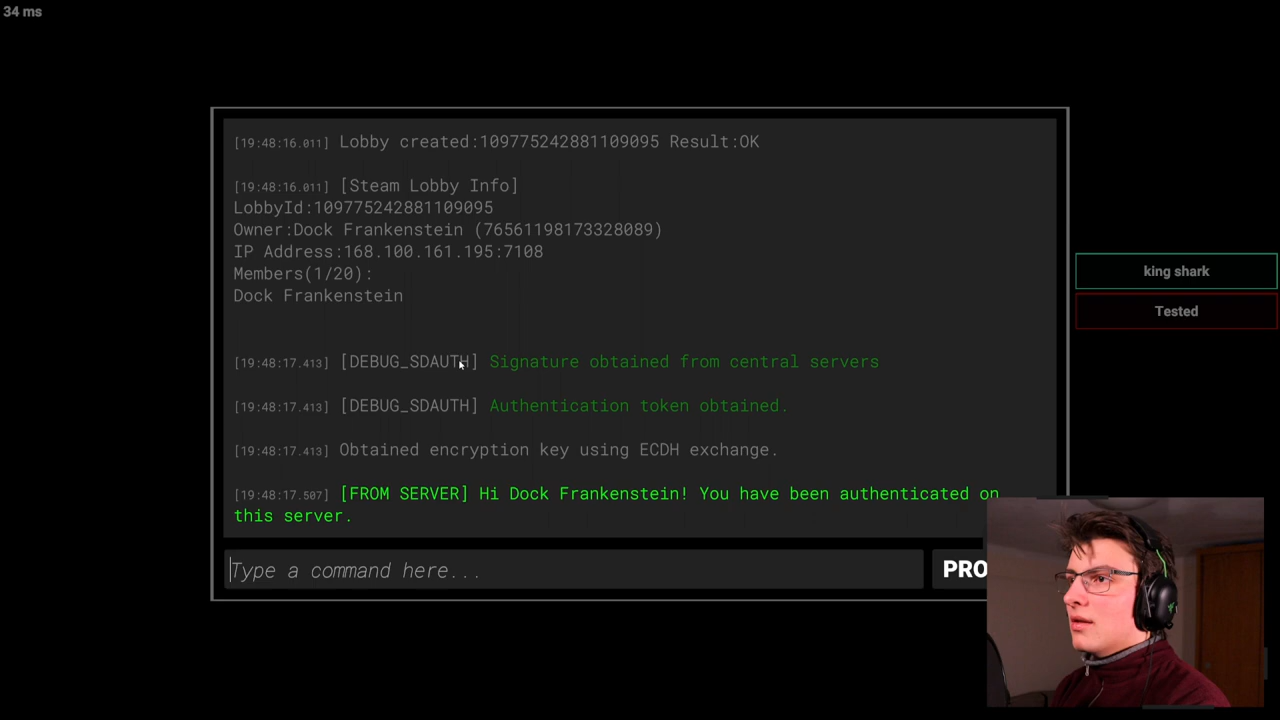 34 ms
[19:48:16.011] Lobby created:109775242881109095 Result:OK
[19:48:16.011] [Steam Lobby Info]
LobbyId:109775242881109095
Owner:Dock Frankenstein (76561198173328089)
IP Address:168.100.161.195:7108
Members(1/20):
Dock Frankenstein
king shark
Tested
[19:48:17.413] [DEBUG_SDAUTH] Signature obtained from central servers
[19:48:17.413] [DEBUG_SDAUTH] Authentication token obtained.
[19:48:17.413] Obtained encryption key using ECDH exchange.
[19:48:17.507] [FROM SERVER] Hi Dock Frankenstein! You have been authenticated on
this server.
Type a command here...
PRO